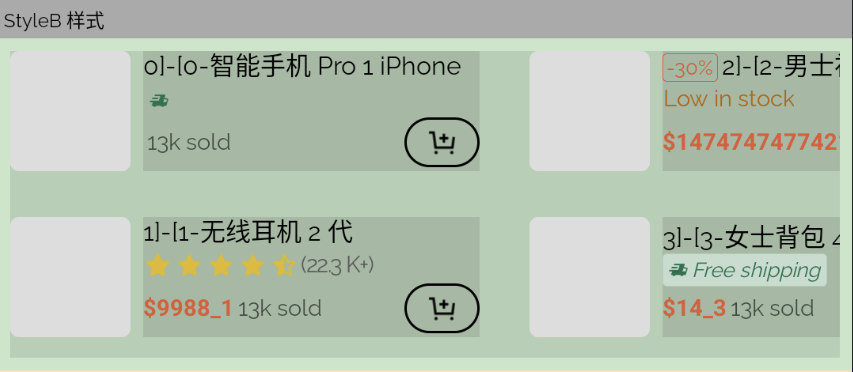 StyleB 样式
0]-[0-智能手机 Pro 1 iPhone
13k sold
-30% 2]-[2-男士
Low in stock
$147474747742
1]-[1-无线耳机 2 代
(22.3 K+)
$9988_1 13k sold
3]-[3-女士背包 4
Free shipping
$14_3 13k sold